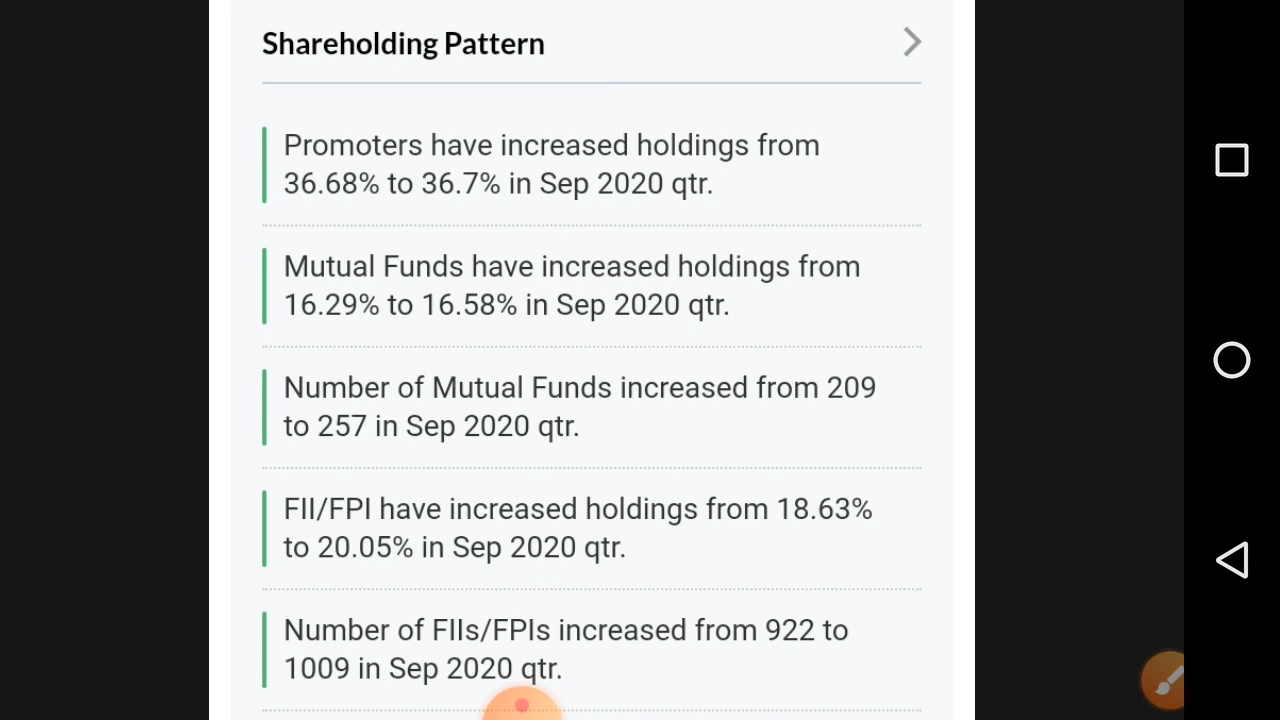 Shareholding Pattern
Promoters have increased holdings from
36.68% to 36.7% in Sep 2020 qtr.
Mutual Funds have increased holdings from
16.29% to 16.58% in Sep 2020 qtr.
Number of Mutual Funds increased from 209
to 257 in Sep 2020 qtr.
FII/FPI have increased holdings from 18.63%
to 20.05% in Sep 2020 qtr.
Number of FIIs/FPIs increased from 922 to
1009 in Sep 2020 qtr.